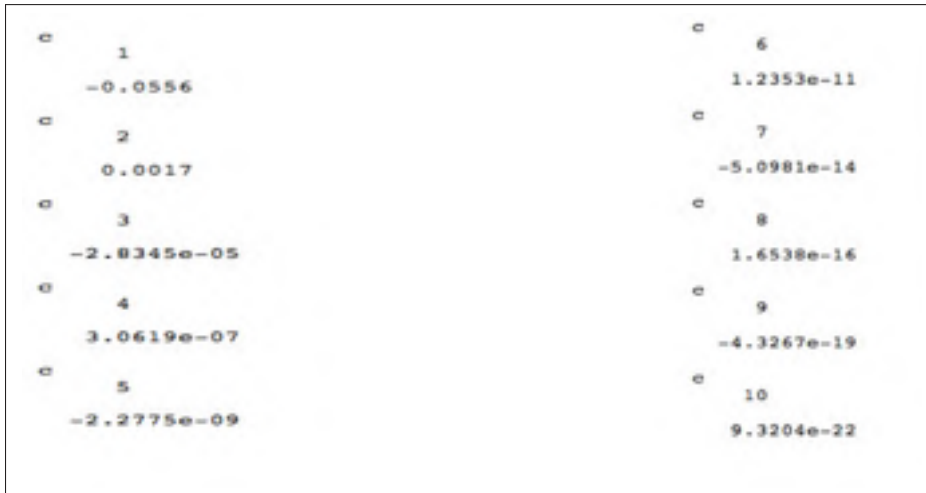 c
1
-0.0556
c
2
0.0017
c
3
-2.8345e-05
c
4
3.0619e-07
c
5
-2.2775e-09
c
6
1.2353e-11
c
7
-5.0981e-14
c
8
1.6538e-16
c
9
-4.3267e-19
c
10
9.3204e-22